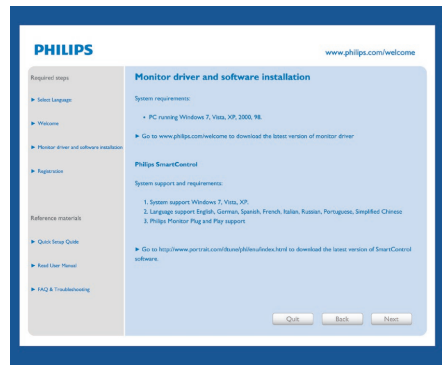 PHILIPS
www.philips.com/welcome
Required steps
► Select Language
► Welcome
► Monitor driver and software installation
► Registration
Reference materials
► Quick Setup Guide
► Read User Manual
► FAQ & Troubleshooting
Monitor driver and software installation
System requirements:
• PC running Windows 7, Vista, XP, 2000, 98.
► Go to www.philips.com/welcome to download the latest version of monitor driver
Philips SmartControl
System support and requirements:
1. System support Windows 7, Vista, XP.
2. Language support English, German, Spanish, French, Italian, Russian, Portuguese, Simplified Chinese
3. Philips Monitor Plug and Play support
► Go to http://www.portrait.com/dtune/phl/enu/index.html to download the latest version of SmartControl
software.
Quit
Back
Next